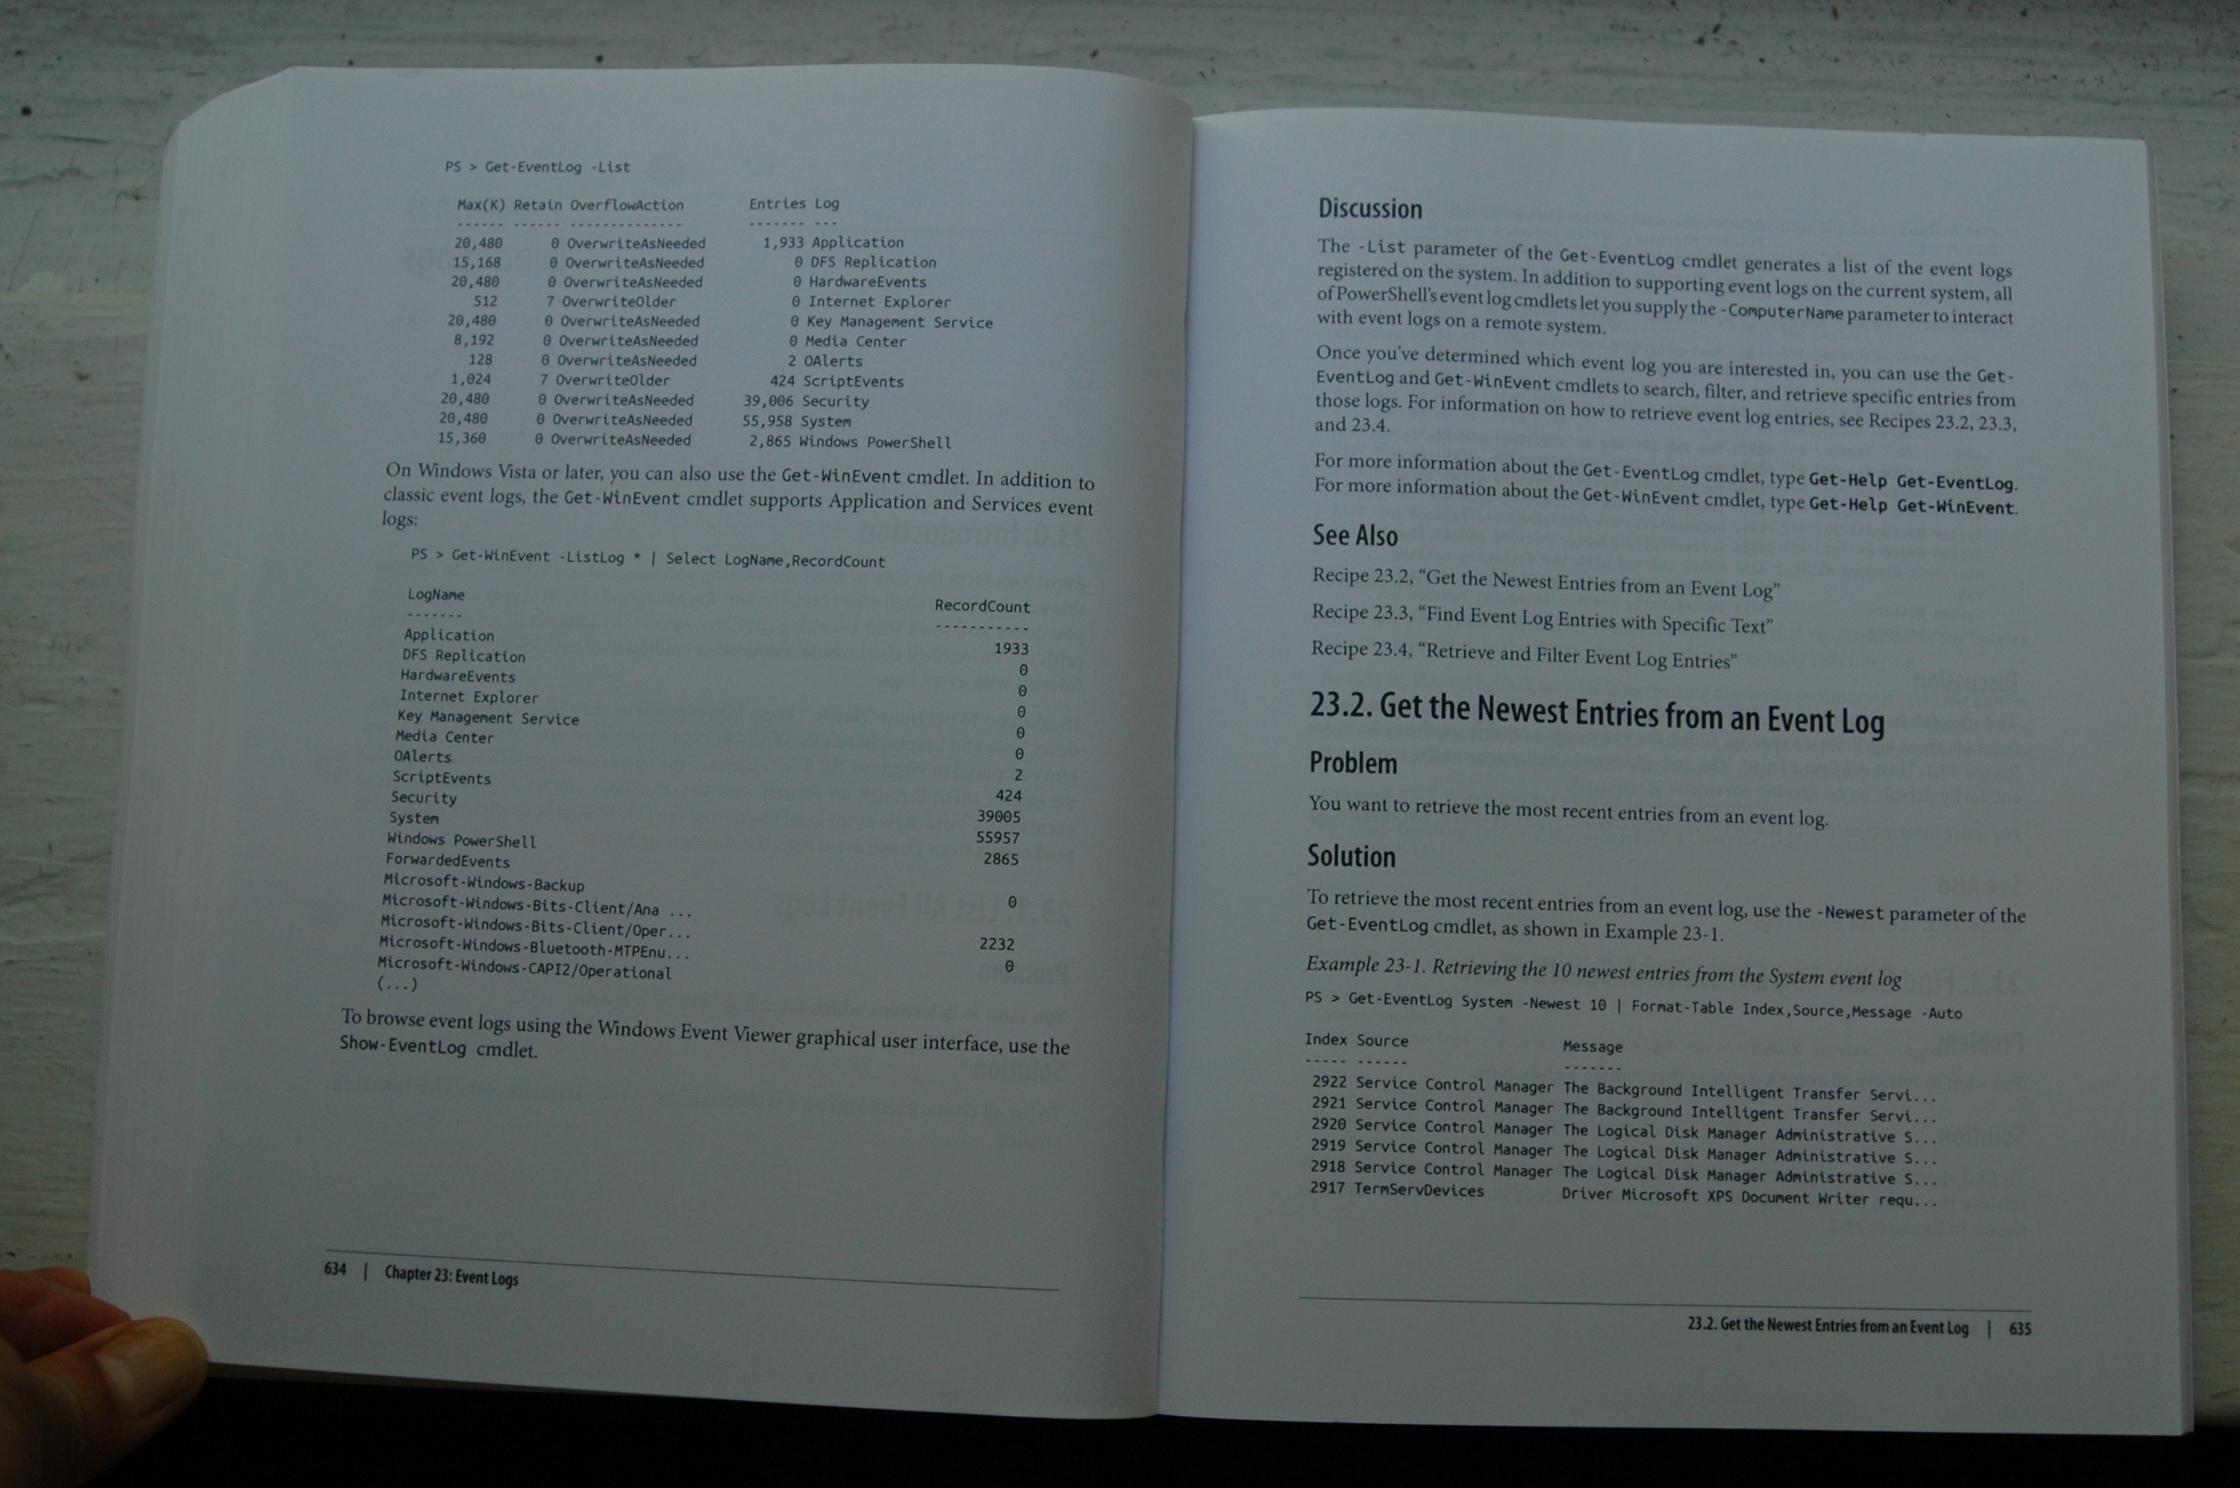 PS > Get-EventLog -List
Max(K) Retain OverflowAction Entries Log
------ ------ -------------- ------- ---
20,480 0 OverwriteAsNeeded 1,933 Application
15,168 0 OverwriteAsNeeded 0 DFS Replication
20,480 0 OverwriteAsNeeded 0 HardwareEvents
512 7 OverwriteOlder 0 Internet Explorer
20,480 0 OverwriteAsNeeded 0 Key Management Service
8,192 0 OverwriteAsNeeded 0 Media Center
128 0 OverwriteAsNeeded 2 OAlerts
1,024 7 OverwriteOlder 424 ScriptEvents
20,480 0 OverwriteAsNeeded 39,006 Security
20,480 0 OverwriteAsNeeded 55,958 System
15,360 0 OverwriteAsNeeded 2,865 Windows PowerShell
On Windows Vista or later, you can also use the Get-WinEvent cmdlet. In addition to
classic event logs, the Get-WinEvent cmdlet supports Application and Services event
logs:
PS > Get-WinEvent -ListLog * | Select LogName,RecordCount
LogName RecordCount
------- -----------
Application 1933
DFS Replication 0
HardwareEvents 0
Internet Explorer 0
Key Management Service 0
Media Center 0
OAlerts 2
ScriptEvents 424
Security 39005
System 55957
Windows PowerShell 2865
ForwardedEvents
Microsoft-Windows-Backup 0
Microsoft-Windows-Bits-Client/Ana ...
Microsoft-Windows-Bits-Client/Oper... 2232
Microsoft-Windows-Bluetooth-MTPEnu... 0
Microsoft-Windows-CAPI2/Operational
(...)
To browse event logs using the Windows Event Viewer graphical user interface, use the
Show-EventLog cmdlet.
634 | Chapter 23: Event Logs
Discussion
The -List parameter of the Get-EventLog cmdlet generates a list of the event logs
registered on the system. In addition to supporting event logs on the current system, all
of PowerShell's event log cmdlets let you supply the -ComputerName parameter to interact
with event logs on a remote system.
Once you've determined which event log you are interested in, you can use the Get-
EventLog and Get-WinEvent cmdlets to search, filter, and retrieve specific entries from
those logs. For information on how to retrieve event log entries, see Recipes 23.2, 23.3,
and 23.4.
For more information about the Get-EventLog cmdlet, type Get-Help Get-EventLog.
For more information about the Get-WinEvent cmdlet, type Get-Help Get-WinEvent.
See Also
Recipe 23.2, “Get the Newest Entries from an Event Log”
Recipe 23.3, “Find Event Log Entries with Specific Text”
Recipe 23.4, “Retrieve and Filter Event Log Entries”
23.2. Get the Newest Entries from an Event Log
Problem
You want to retrieve the most recent entries from an event log.
Solution
To retrieve the most recent entries from an event log, use the -Newest parameter of the
Get-EventLog cmdlet, as shown in Example 23-1.
Example 23-1. Retrieving the 10 newest entries from the System event log
PS > Get-EventLog System -Newest 10 | Format-Table Index,Source,Message -Auto
Index Source Message
----- ------ -------
2922 Service Control Manager The Background Intelligent Transfer Servi...
2921 Service Control Manager The Background Intelligent Transfer Servi...
2920 Service Control Manager The Logical Disk Manager Administrative S...
2919 Service Control Manager The Logical Disk Manager Administrative S...
2918 Service Control Manager The Logical Disk Manager Administrative S...
2917 TermServDevices Driver Microsoft XPS Document Writer requ...
23.2. Get the Newest Entries from an Event Log | 635